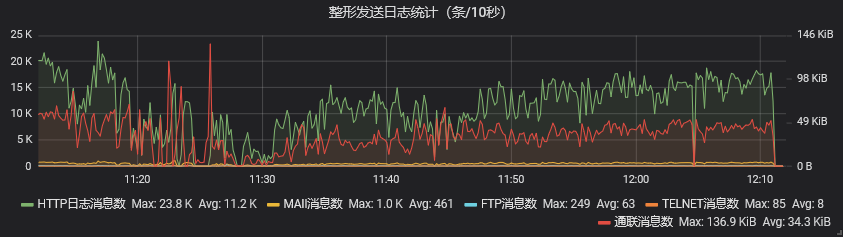 整形发送日志统计（条/10秒）
25 K
146 KiB
20 K
15 K
98 KiB
10 K
49 KiB
5 K
0
0 B
11:20
11:30
11:40
11:50
12:00
12:10
HTTP日志消息数 Max: 23.8 K Avg: 11.2 K
MAIl消息数 Max: 1.0 K Avg: 461
FTP消息数 Max: 249 Avg: 63
TELNET消息数 Max: 85 Avg: 8
通联消息数 Max: 136.9 KiB Avg: 34.3 KiB